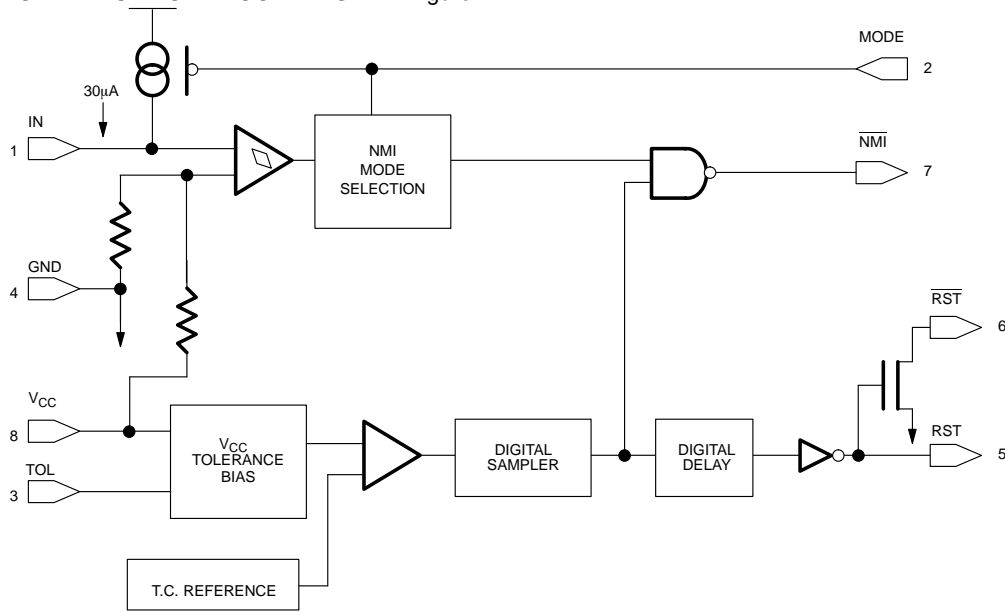 MODE
2
30µA
IN
1
NMI
MODE
SELECTION
NMI
7
GND
4
RST
6
VCC
8
VCC
TOLERANCE
BIAS
DIGITAL
SAMPLER
DIGITAL
DELAY
RST
5
TOL
3
T.C. REFERENCE